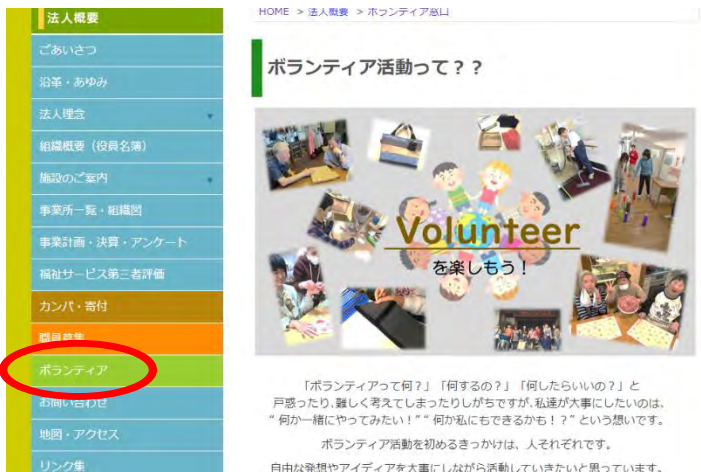 法人概要
ごあいさつ
沿革・あゆみ
法人理念
組織概要（役員名簿）
施設のご案内
事業所一覧・組織図
事業計画・決算・アンケート
福祉サービス第三者評価
カンパ・寄付
職員募集
ボランティア
お問い合わせ
地図・アクセス
リンク集
HOME > 法人概要 > ボランティア窓口
ボランティア活動って？？
Volunteer
を楽しもう！
「ボランティアって何？」「何するの？」「何したらいいの？」と
戸惑ったり、難しく考えてしまったりしがちですが、私達が大事にしたいのは、
“何か一緒にやってみたい！”“何か私にもできるかも！？”という想いです。
ボランティア活動を初めるきっかけは、人それぞれです。
自由な発想やアイディアを大事にしながら活動していきたいと思っています。